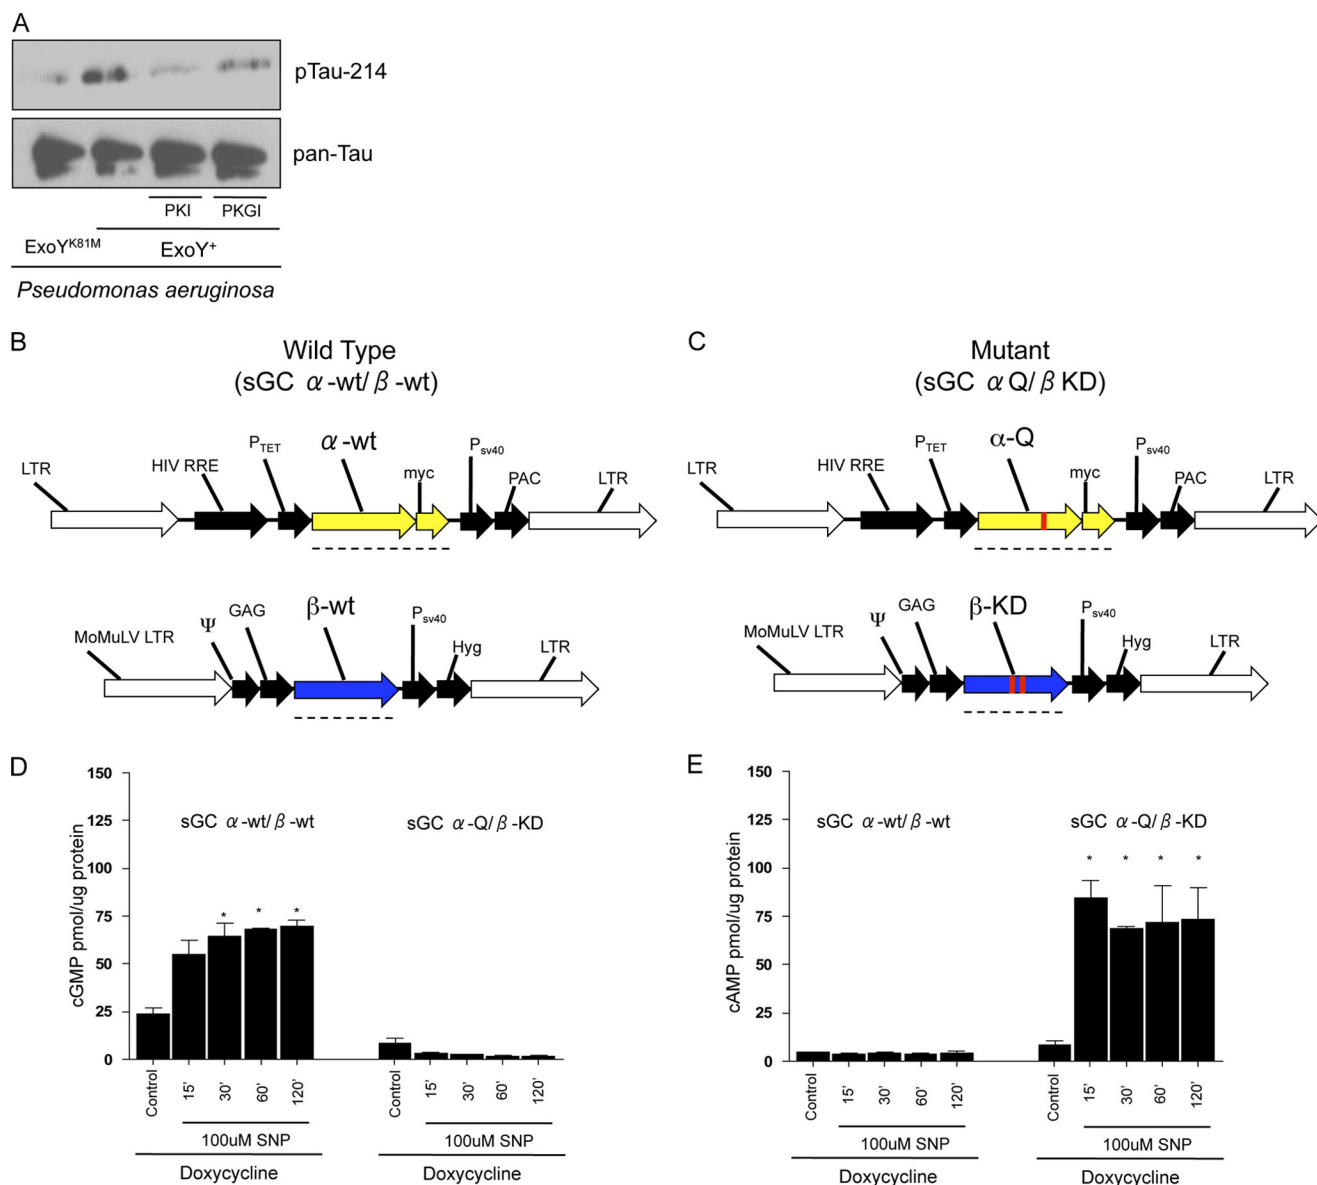 A
pTau-214
pan-Tau
PKI PKGI
ExoY^K81M ExoY^+
Pseudomonas aeruginosa
B
Wild Type
(sGC α-wt/β-wt)
LTR
HIV RRE
P_TET
α-wt
myc
P_sv40
PAC
LTR
MoMuLV LTR
Ψ
GAG
β-wt
P_sv40
Hyg
LTR
C
Mutant
(sGC αQ/βKD)
LTR
HIV RRE
P_TET
α-Q
myc
P_sv40
PAC
LTR
MoMuLV LTR
Ψ
GAG
β-KD
P_sv40
Hyg
LTR
D
cGMP pmol/ug protein
150
125
100
75
50
25
0
sGC α-wt/β-wt
sGC α-Q/β-KD
* * *
Control 15' 30' 60' 120'
100uM SNP
Doxycycline
Control 15' 30' 60' 120'
100uM SNP
Doxycycline
E
cAMP pmol/ug protein
150
125
100
75
50
25
0
sGC α-wt/β-wt
sGC α-Q/β-KD
* * * *
Control 15' 30' 60' 120'
100uM SNP
Doxycycline
Control 15' 30' 60' 120'
100uM SNP
Doxycycline